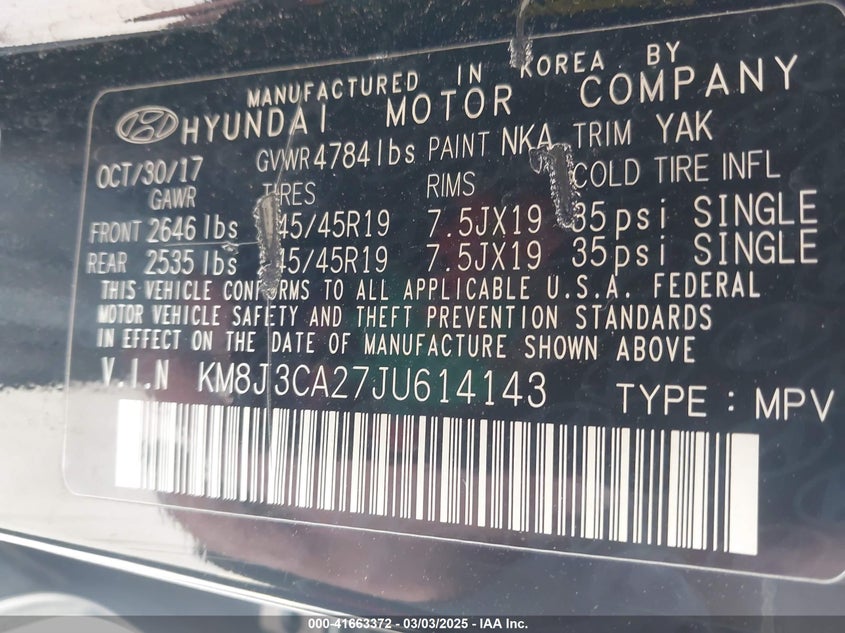 MANUFACTURED IN KOREA BY
HYUNDAI MOTOR COMPANY
OCT/30/17 GVWR 4784 lbs PAINT NKA TRIM YAK
GAWR TIRES RIMS COLD TIRE INFL
FRONT 2646 lbs 45/45R19 7.5JX19 35psi SINGLE
REAR 2535 lbs 45/45R19 7.5JX19 35psi SINGLE
THIS VEHICLE CONFORMS TO ALL APPLICABLE U.S.A. FEDERAL
MOTOR VEHICLE SAFETY AND THEFT PREVENTION STANDARDS
IN EFFECT ON THE DATE OF MANUFACTURE SHOWN ABOVE
V.I.N KM8J3CA27JU614143 TYPE : MPV
000-41663372 - 03/03/2025 - IAA Inc.